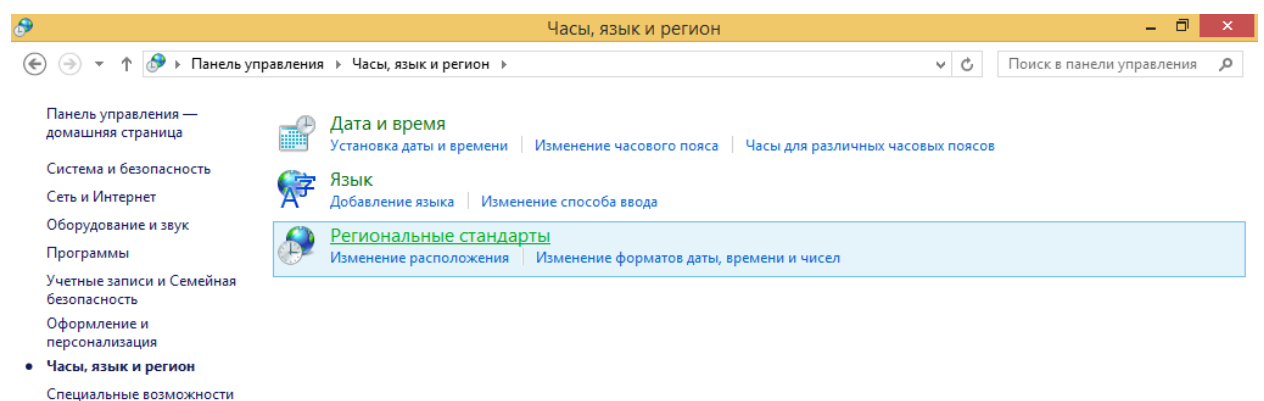 Часы, язык и регион
Панель управления Часы, язык и регион
Поиск в панели управления
Панель управления —
домашняя страница
Система и безопасность
Сеть и Интернет
Оборудование и звук
Программы
Учетные записи и Семейная
безопасность
Оформление и
персонализация
Часы, язык и регион
Специальные возможности
Дата и время
Установка даты и времени Изменение часового пояса Часы для различных часовых поясов
Язык
Добавление языка Изменение способа ввода
Региональные стандарты
Изменение расположения Изменение форматов даты, времени и чисел